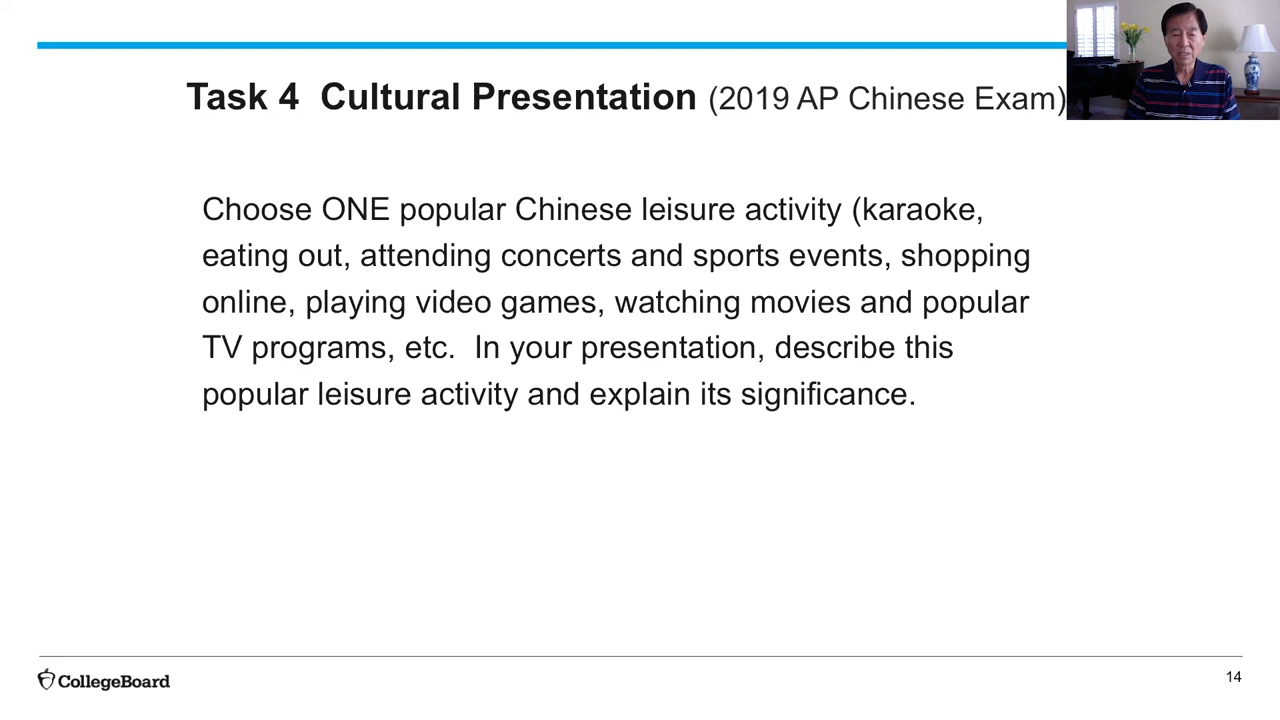 Task 4  Cultural Presentation (2019 AP Chinese Exam)
Choose ONE popular Chinese leisure activity (karaoke,
eating out, attending concerts and sports events, shopping
online, playing video games, watching movies and popular
TV programs, etc.  In your presentation, describe this
popular leisure activity and explain its significance.
CollegeBoard
14